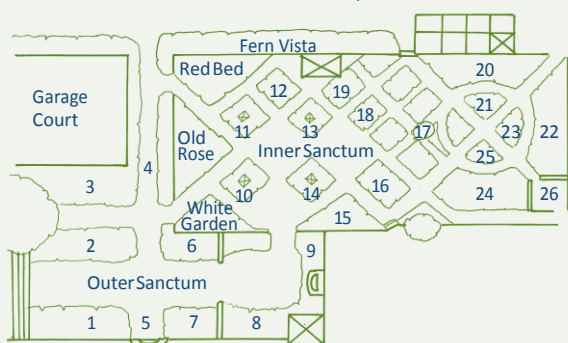 Fern Vista
Red Bed
20
12
19
21
Garage
Court
18
11
13
17
23
22
Old
Rose
Inner Sanctum
4
25
3
10
14
16
24
26
White
Garden
15
2
6
9
Outer Sanctum
1
5
7
8